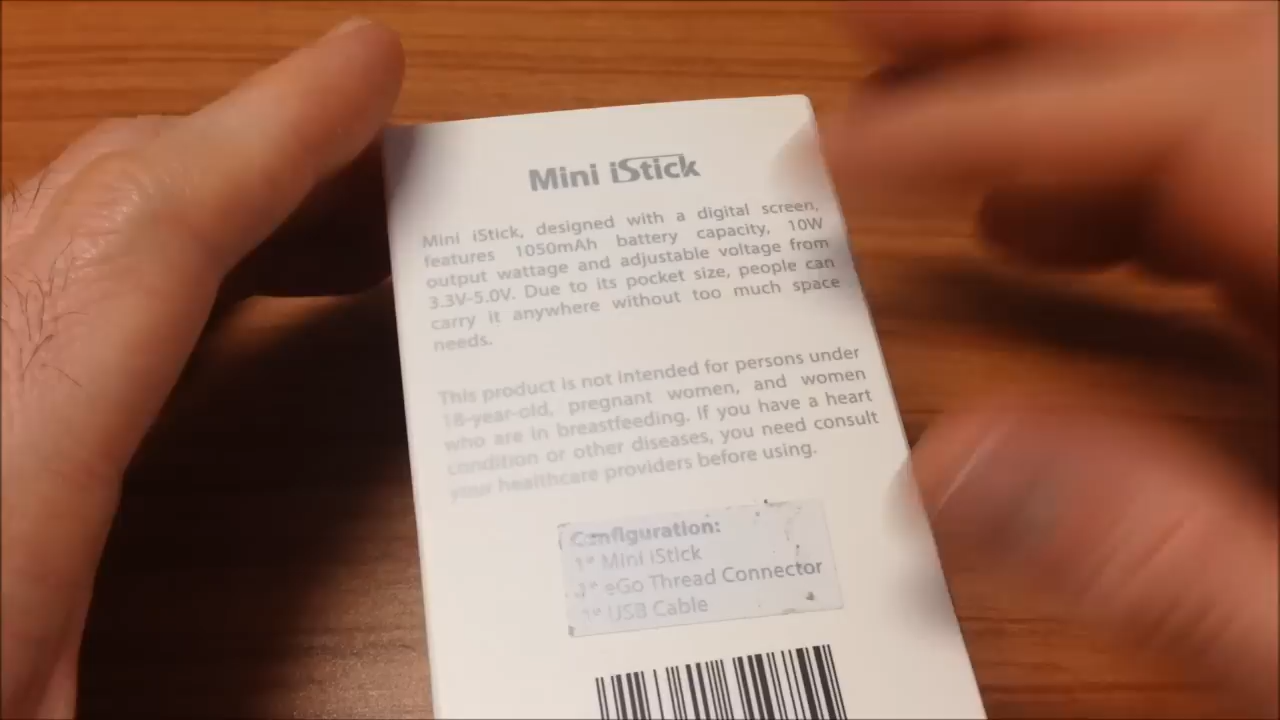 Mini iStick
Mini iStick, designed with a digital screen,
features 1050mAh battery capacity, 10W
output wattage and adjustable voltage from
3.3V-5.0V. Due to its pocket size, people can
carry it anywhere without too much space
needs.
This product is not intended for persons under
18-year-old, pregnant women, and women
who are in breastfeeding. If you have a heart
condition or other diseases, you need consult
your healthcare providers before using.
Configuration:
1* Mini iStick
1* eGo Thread Connector
1* USB Cable